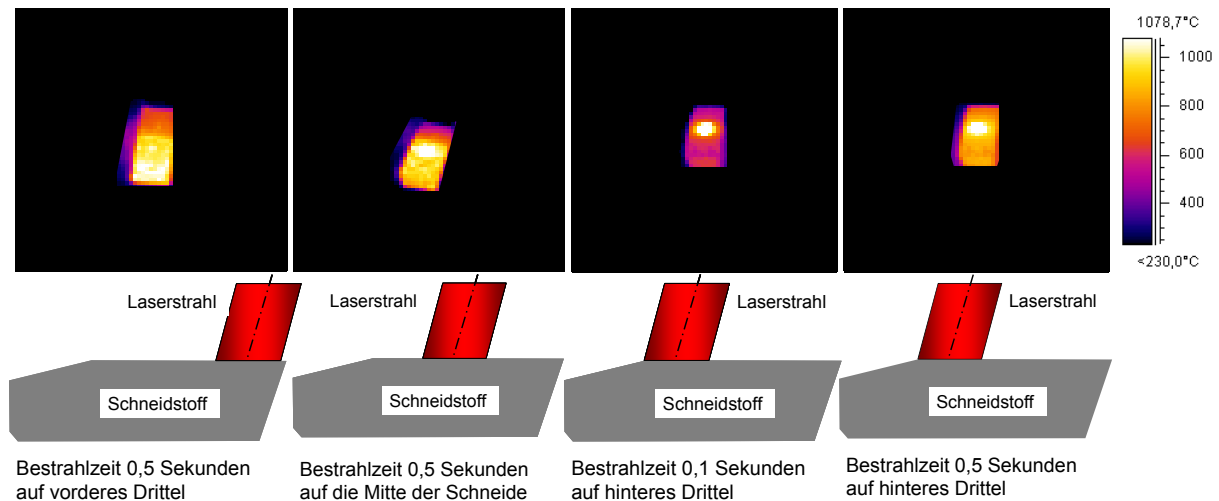 1078,7°C
1000
800
600
400
<230,0°C
Laserstrahl
Laserstrahl
Laserstrahl
Laserstrahl
Schneidstoff
Schneidstoff
Schneidstoff
Schneidstoff
Bestrahlzeit 0,5 Sekunden
auf vorderes Drittel
Bestrahlzeit 0,5 Sekunden
auf die Mitte der Schneide
Bestrahlzeit 0,1 Sekunden
auf hinteres Drittel
Bestrahlzeit 0,5 Sekunden
auf hinteres Drittel